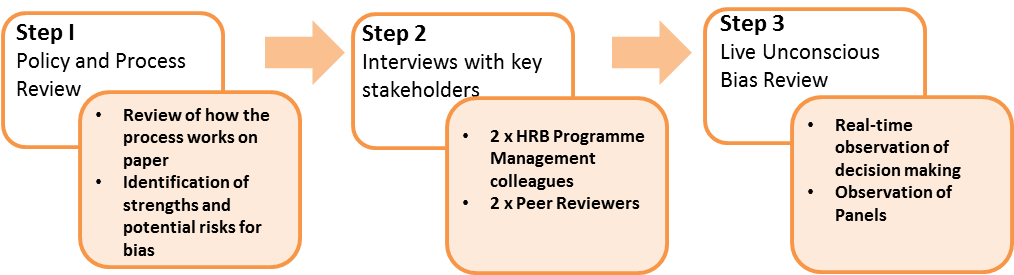 Step I
Policy and Process
Review
• Review of how the
process works on
paper
• Identification of
strengths and
potential risks for
bias
Step 2
Interviews with key
stakeholders
• 2 x HRB Programme
Management
colleagues
• 2 x Peer Reviewers
Step 3
Live Unconscious
Bias Review
• Real-time
observation of
decision making
• Observation of
Panels